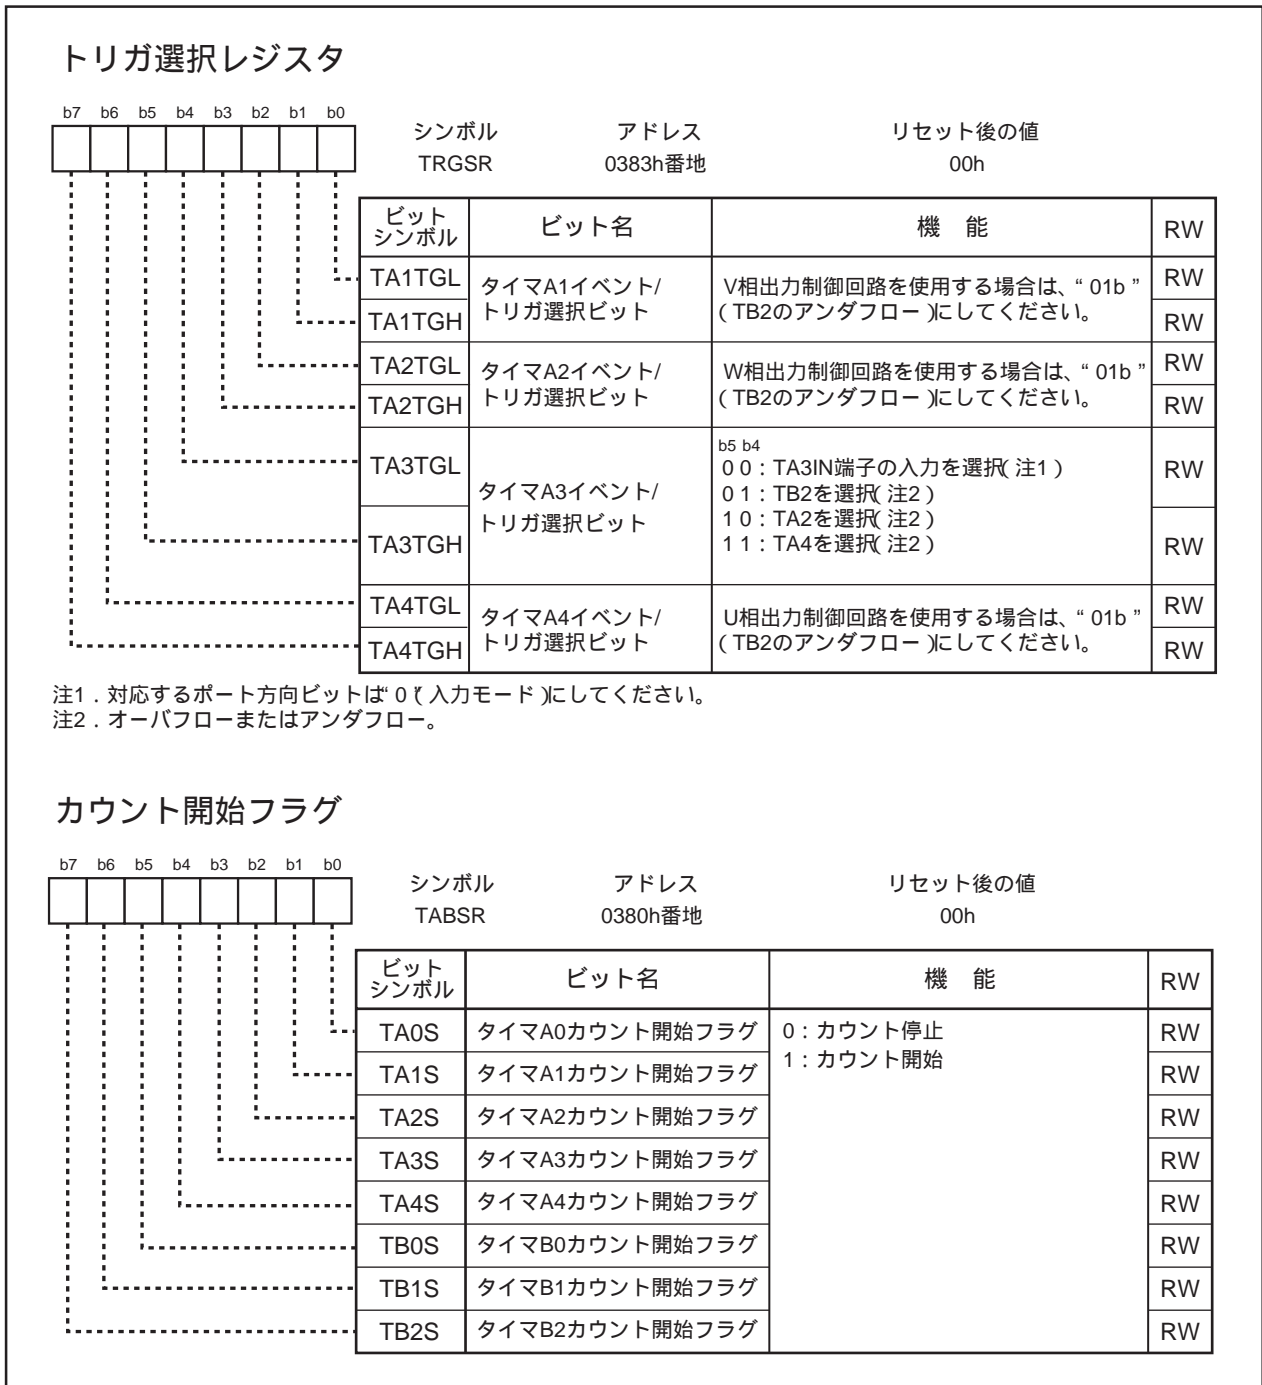 トリガ選択レジスタ
b7 b6 b5 b4 b3 b2 b1 b0
シンボル アドレス リセット後の値
TRGSR 0383h番地 00h
ビット
シンボル ビット名 機 能 RW
TA1TGL タイマA1イベント/ V相出力制御回路を使用する場合は、“01b” RW
TA1TGH トリガ選択ビット (TB2のアンダフロー)にしてください。 RW
TA2TGL タイマA2イベント/ W相出力制御回路を使用する場合は、“01b” RW
TA2TGH トリガ選択ビット (TB2のアンダフロー)にしてください。 RW
b5 b4
TA3TGL タイマA3イベント/ 0 0:TA3IN端子の入力を選択(注1) RW
0 1:TB2を選択(注2)
TA3TGH トリガ選択ビット 1 0:TA2を選択(注2) RW
1 1:TA4を選択(注2)
TA4TGL タイマA4イベント/ U相出力制御回路を使用する場合は、“01b” RW
TA4TGH トリガ選択ビット (TB2のアンダフロー)にしてください。 RW
注1.対応するポート方向ビットは“0”(入力モード)にしてください。
注2.オーバフローまたはアンダフロー。
カウント開始フラグ
b7 b6 b5 b4 b3 b2 b1 b0
シンボル アドレス リセット後の値
TABSR 0380h番地 00h
ビット
シンボル ビット名 機 能 RW
TA0S タイマA0カウント開始フラグ 0:カウント停止 RW
TA1S タイマA1カウント開始フラグ 1:カウント開始 RW
TA2S タイマA2カウント開始フラグ RW
TA3S タイマA3カウント開始フラグ RW
TA4S タイマA4カウント開始フラグ RW
TB0S タイマB0カウント開始フラグ RW
TB1S タイマB1カウント開始フラグ RW
TB2S タイマB2カウント開始フラグ RW